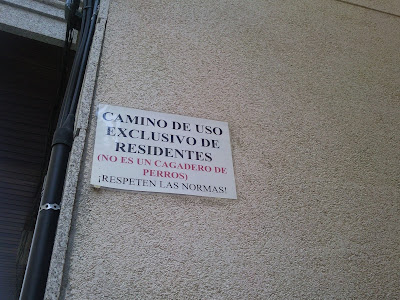 CAMINO DE USO
EXCLUSIVO DE
RESIDENTES
(NO ES UN CAGADERO DE
PERROS)
¡RESPETEN LAS NORMAS!